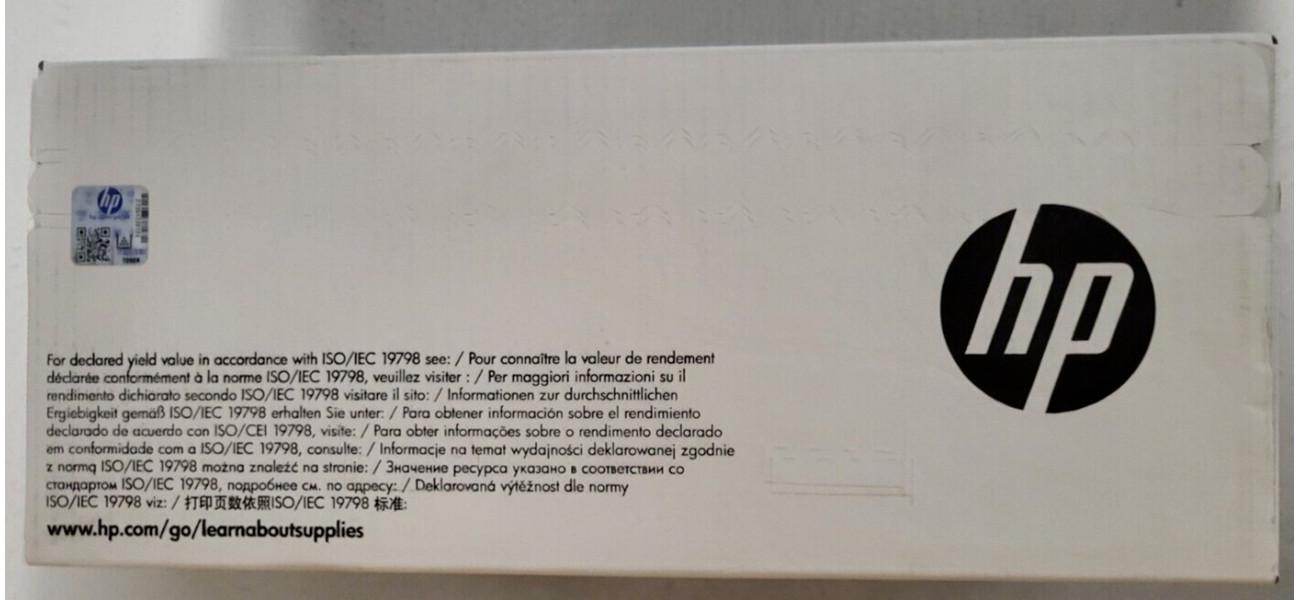 hp
hp
For declared yield value in accordance with ISO/IEC 19798 see: / Pour connaître la valeur de rendement
déclarée conformément à la norme ISO/IEC 19798, veuillez visiter : / Per maggiori informazioni su il
rendimento dichiarato secondo ISO/IEC 19798 visitare il sito: / Informationen zur durchschnittlichen
Ergiebigkeit gemäß ISO/IEC 19798 erhalten Sie unter: / Para obtener información sobre el rendimiento
declarado de acuerdo con ISO/CEI 19798, visite: / Para obter informações sobre o rendimento declarado
em conformidade com a ISO/IEC 19798, consulte: / Informacje na temat wydajności deklarowanej zgodnie
z normą ISO/IEC 19798 można znaleźć na stronie: / Значение ресурса указано в соответствии со
стандартом ISO/IEC 19798, подробнее см. по адресу: / Deklarovaná výtěžnost dle normy
ISO/IEC 19798 viz: / 打印页数依照ISO/IEC 19798 标准:
www.hp.com/go/learnaboutsupplies